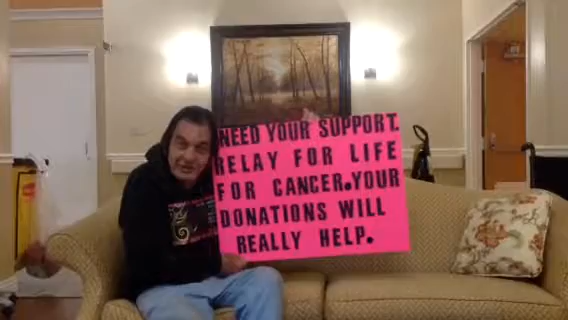 NEED YOUR SUPPORT.
RELAY FOR LIFE
FOR CANCER.YOUR
DONATIONS WILL
REALLY HELP.